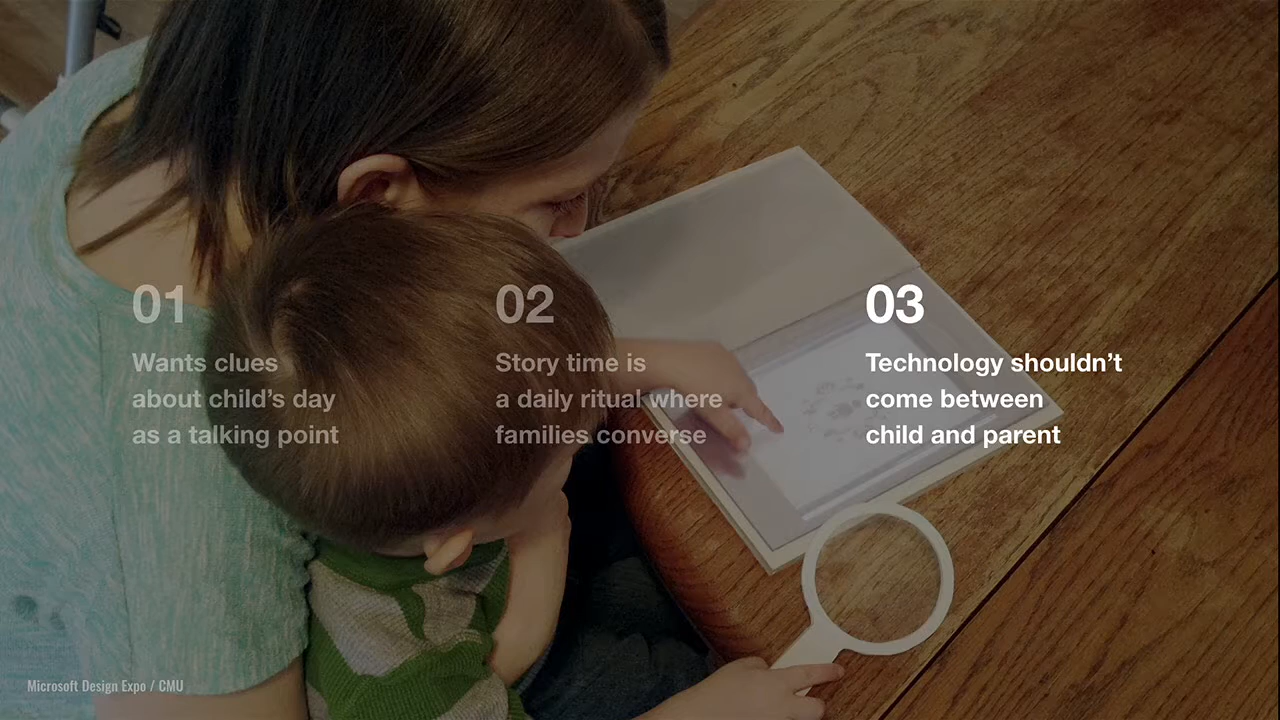 01
Wants clues
about child’s day
as a talking point
02
Story time is
a daily ritual where
families converse
03
Technology shouldn’t
come between
child and parent
Microsoft Design Expo / CMU